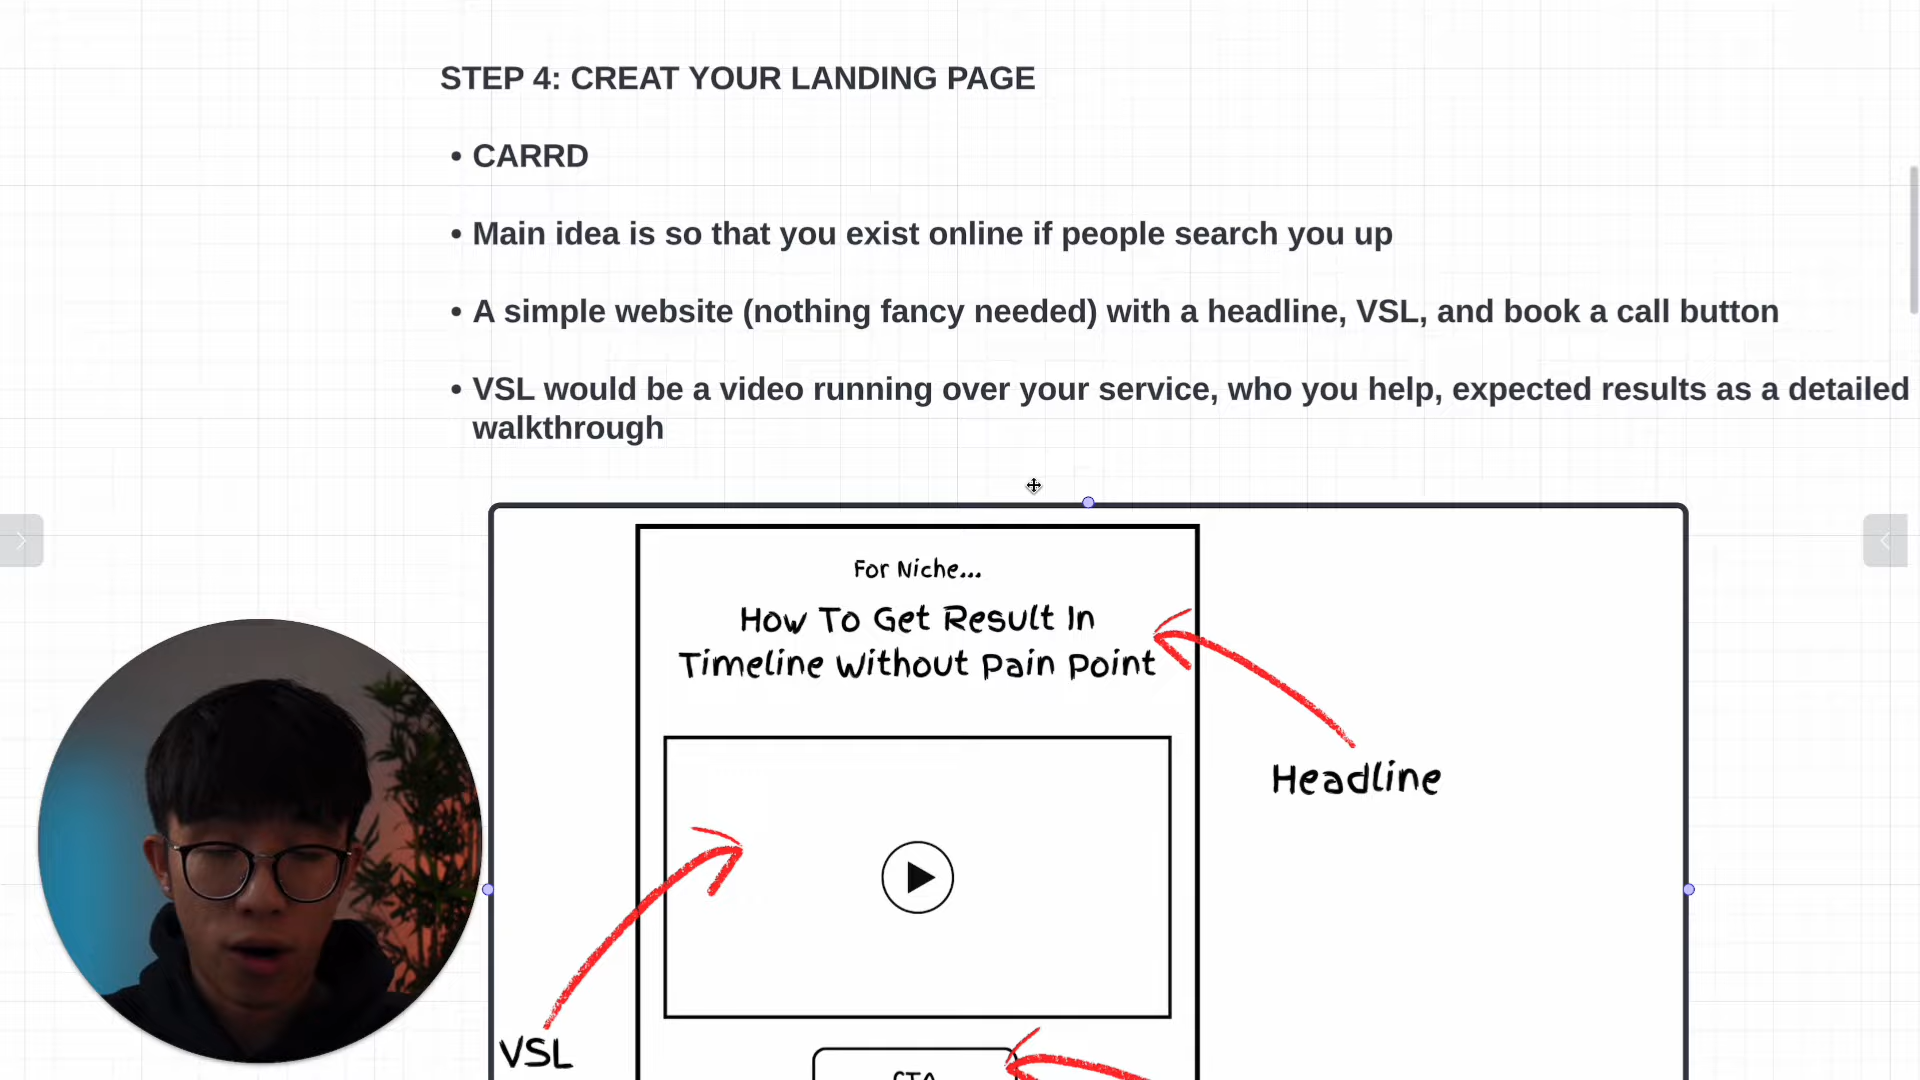 STEP 4: CREAT YOUR LANDING PAGE
• CARRD
• Main idea is so that you exist online if people search you up
• A simple website (nothing fancy needed) with a headline, VSL, and book a call button
• VSL would be a video running over your service, who you help, expected results as a detailed
walkthrough
For Niche...
How To Get Result In
Timeline Without Pain Point
Headline
VSL
CTA